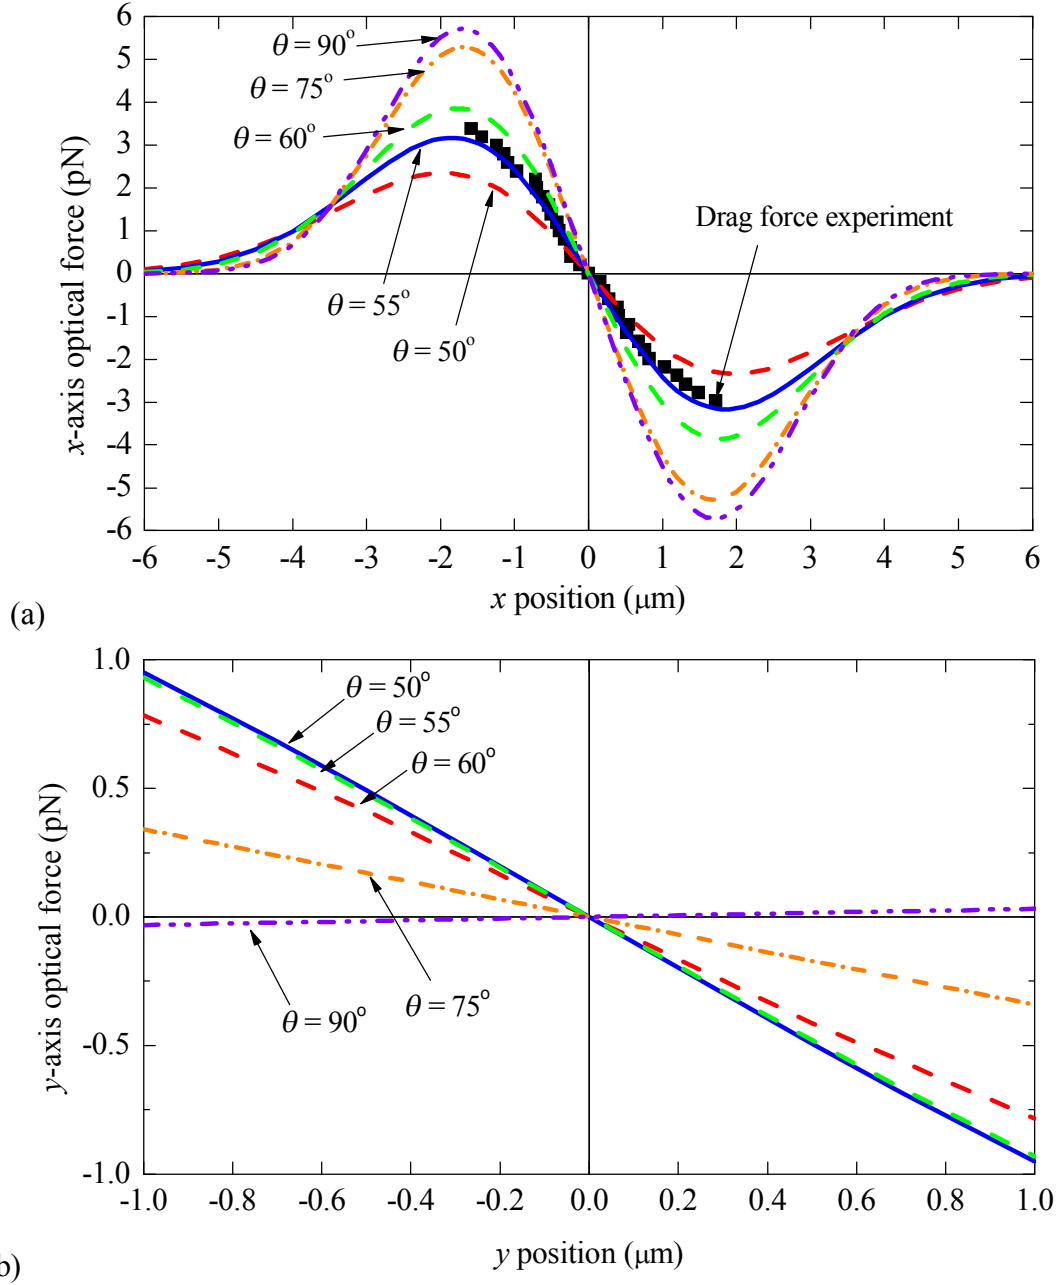 6
5
4
3
2
1
0
-1
-2
-3
-4
-5
-6
x-axis optical force (pN)
θ = 90°
θ = 75°
θ = 60°
θ = 55°
θ = 50°
Drag force experiment
-6 -5 -4 -3 -2 -1 0 1 2 3 4 5 6
x position (μm)
(a)
1.0
0.5
0.0
-0.5
-1.0
y-axis optical force (pN)
θ = 50°
θ = 55°
θ = 60°
θ = 75°
θ = 90°
-1.0 -0.8 -0.6 -0.4 -0.2 0.0 0.2 0.4 0.6 0.8 1.0
y position (μm)
b)